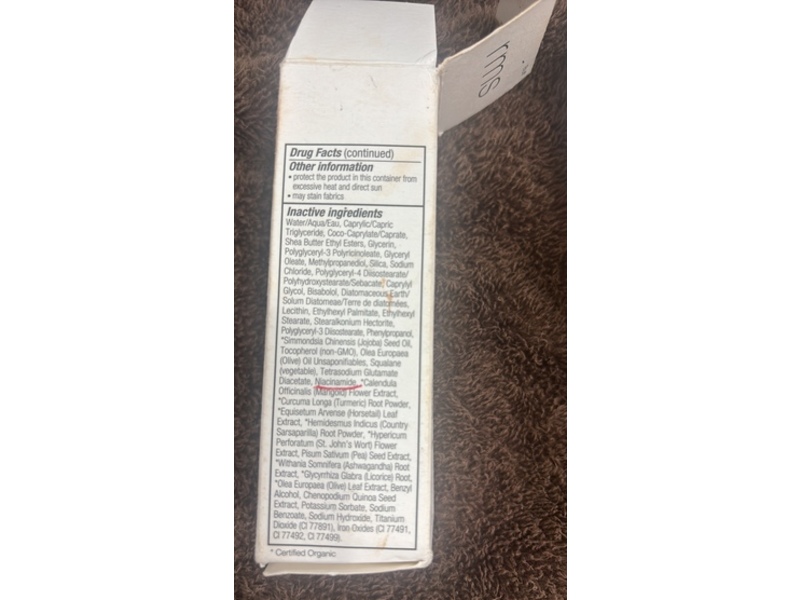 rms
Drug Facts (continued)
Other information
• protect the product in this container from
excessive heat and direct sun
• may stain fabrics
Inactive ingredients
Water/Aqua/Eau, Caprylic/Capric
Triglyceride, Coco-Caprylate/Caprate,
Shea Butter Ethyl Esters, Glycerin,
Polyglyceryl-3 Polyricinoleate, Glyceryl
Oleate, Methylpropanediol, Silica, Sodium
Chloride, Polyglyceryl-4 Diisostearate/
Polyhydroxystearate/Sebacate, Caprylyl
Glycol, Bisabolol, Diatomaceous Earth/
Solum Diatomeae/Terre de diatomées,
Lecithin, Ethylhexyl Palmitate, Ethylhexyl
Stearate, Stearalkonium Hectorite,
Polyglyceryl-3 Diisostearate, Phenylpropanol,
*Simmondsia Chinensis (Jojoba) Seed Oil,
Tocopherol (non-GMO), Olea Europaea
(Olive) Oil Unsaponifiables, Squalane
(vegetable), Tetrasodium Glutamate
Diacetate, Niacinamide, *Calendula
Officinalis (Marigold) Flower Extract,
*Curcuma Longa (Turmeric) Root Powder,
*Equisetum Arvense (Horsetail) Leaf
Extract, *Hemidesmus Indicus (Country
Sarsaparilla) Root Powder, *Hypericum
Perforatum (St. John's Wort) Flower
Extract, Pisum Sativum (Pea) Seed Extract,
*Withania Somnifera (Ashwagandha) Root
Extract, *Glycyrrhiza Glabra (Licorice) Root,
*Olea Europaea (Olive) Leaf Extract, Benzyl
Alcohol, Chenopodium Quinoa Seed
Extract, Potassium Sorbate, Sodium
Benzoate, Sodium Hydroxide, Titanium
Dioxide (CI 77891), Iron Oxides (CI 77491,
CI 77492, CI 77499).
* Certified Organic